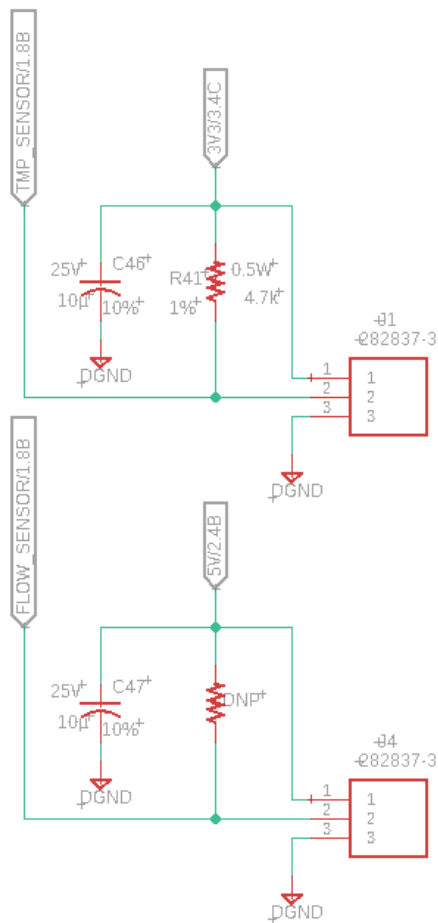 TMP_SENSOR/1.8B
3V3/3.4C
25V
C46
10µ
10%
R41
0.5W
1%
4.7k
DGND
J1
282837-3
1
2
3
1
2
3
DGND
FLOW_SENSOR/1.8B
5V/2.4B
25V
C47
10µ
10%
DNP
DGND
J4
282837-3
1
2
3
1
2
3
DGND